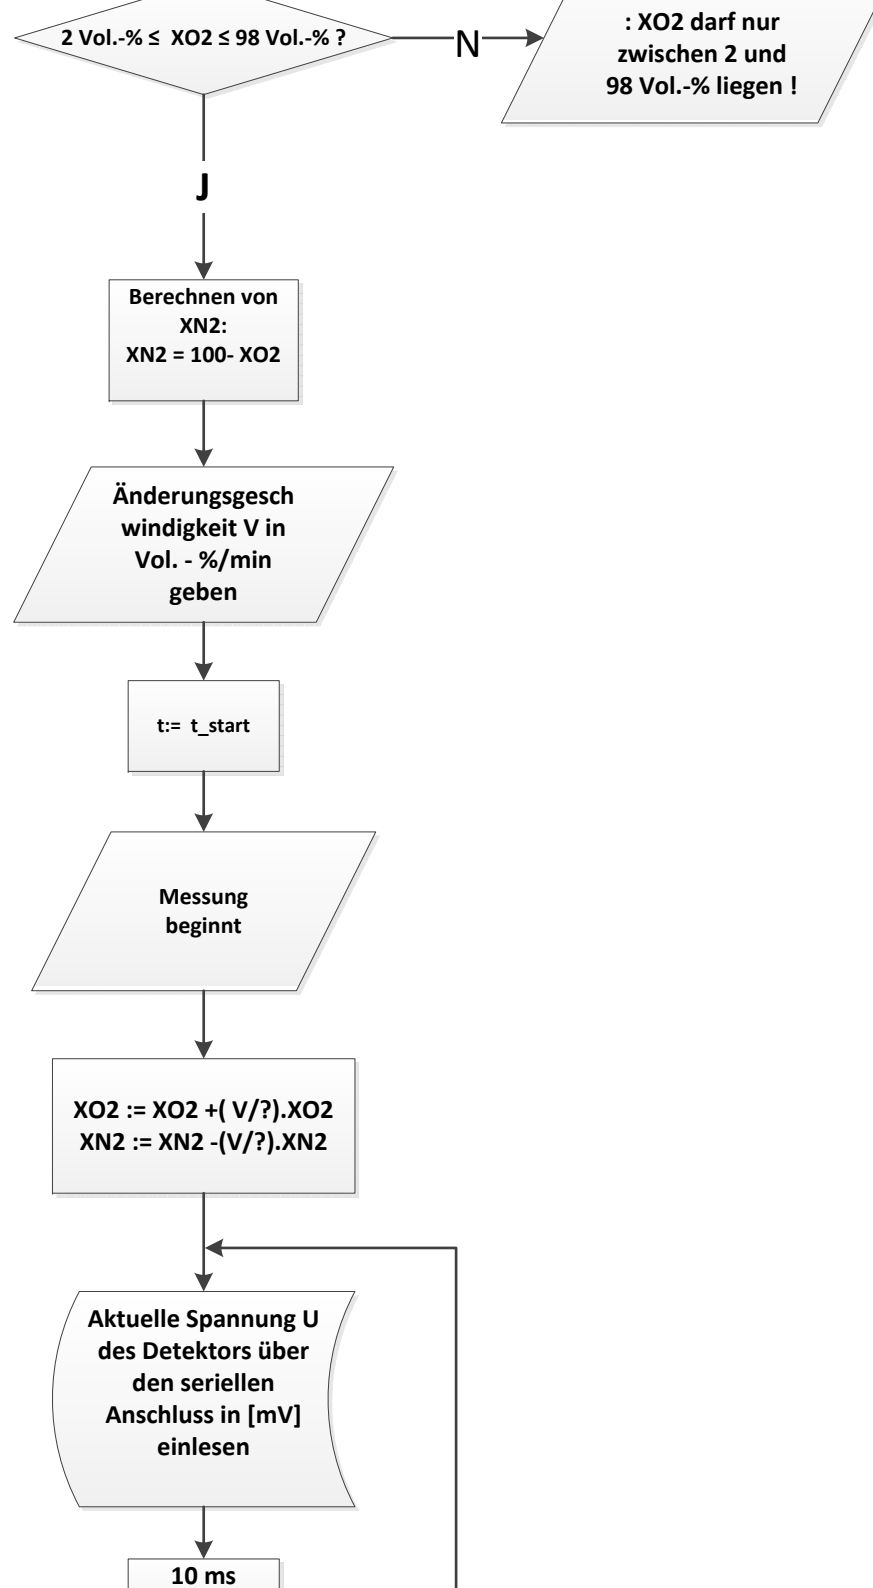 2 Vol.-% ≤ XO2 ≤ 98 Vol.-% ?
N
: XO2 darf nur
zwischen 2 und
98 Vol.-% liegen !
J
Berechnen von
XN2:
XN2 = 100- XO2
Änderungsgesch
windigkeit V in
Vol. - %/min
geben
t:= t_start
Messung
beginnt
XO2 := XO2 +( V/?).XO2
XN2 := XN2 -(V/?).XN2
Aktuelle Spannung U
des Detektors über
den seriellen
Anschluss in [mV]
einlesen
10 ms